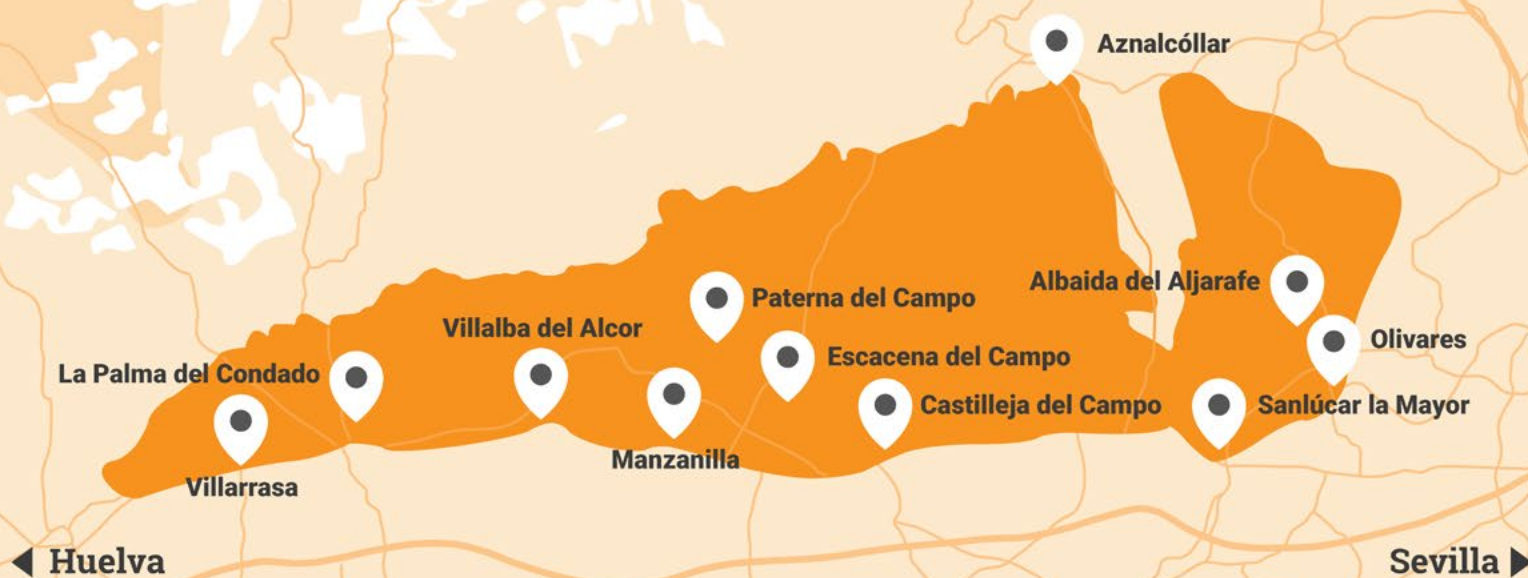 Aznalcóllar
Albaida del Aljarafe
Paterna del Campo
Villalba del Alcor
Olivares
Escacena del Campo
La Palma del Condado
Castilleja del Campo
Sanlúcar la Mayor
Manzanilla
Villarrasa
Huelva
Sevilla